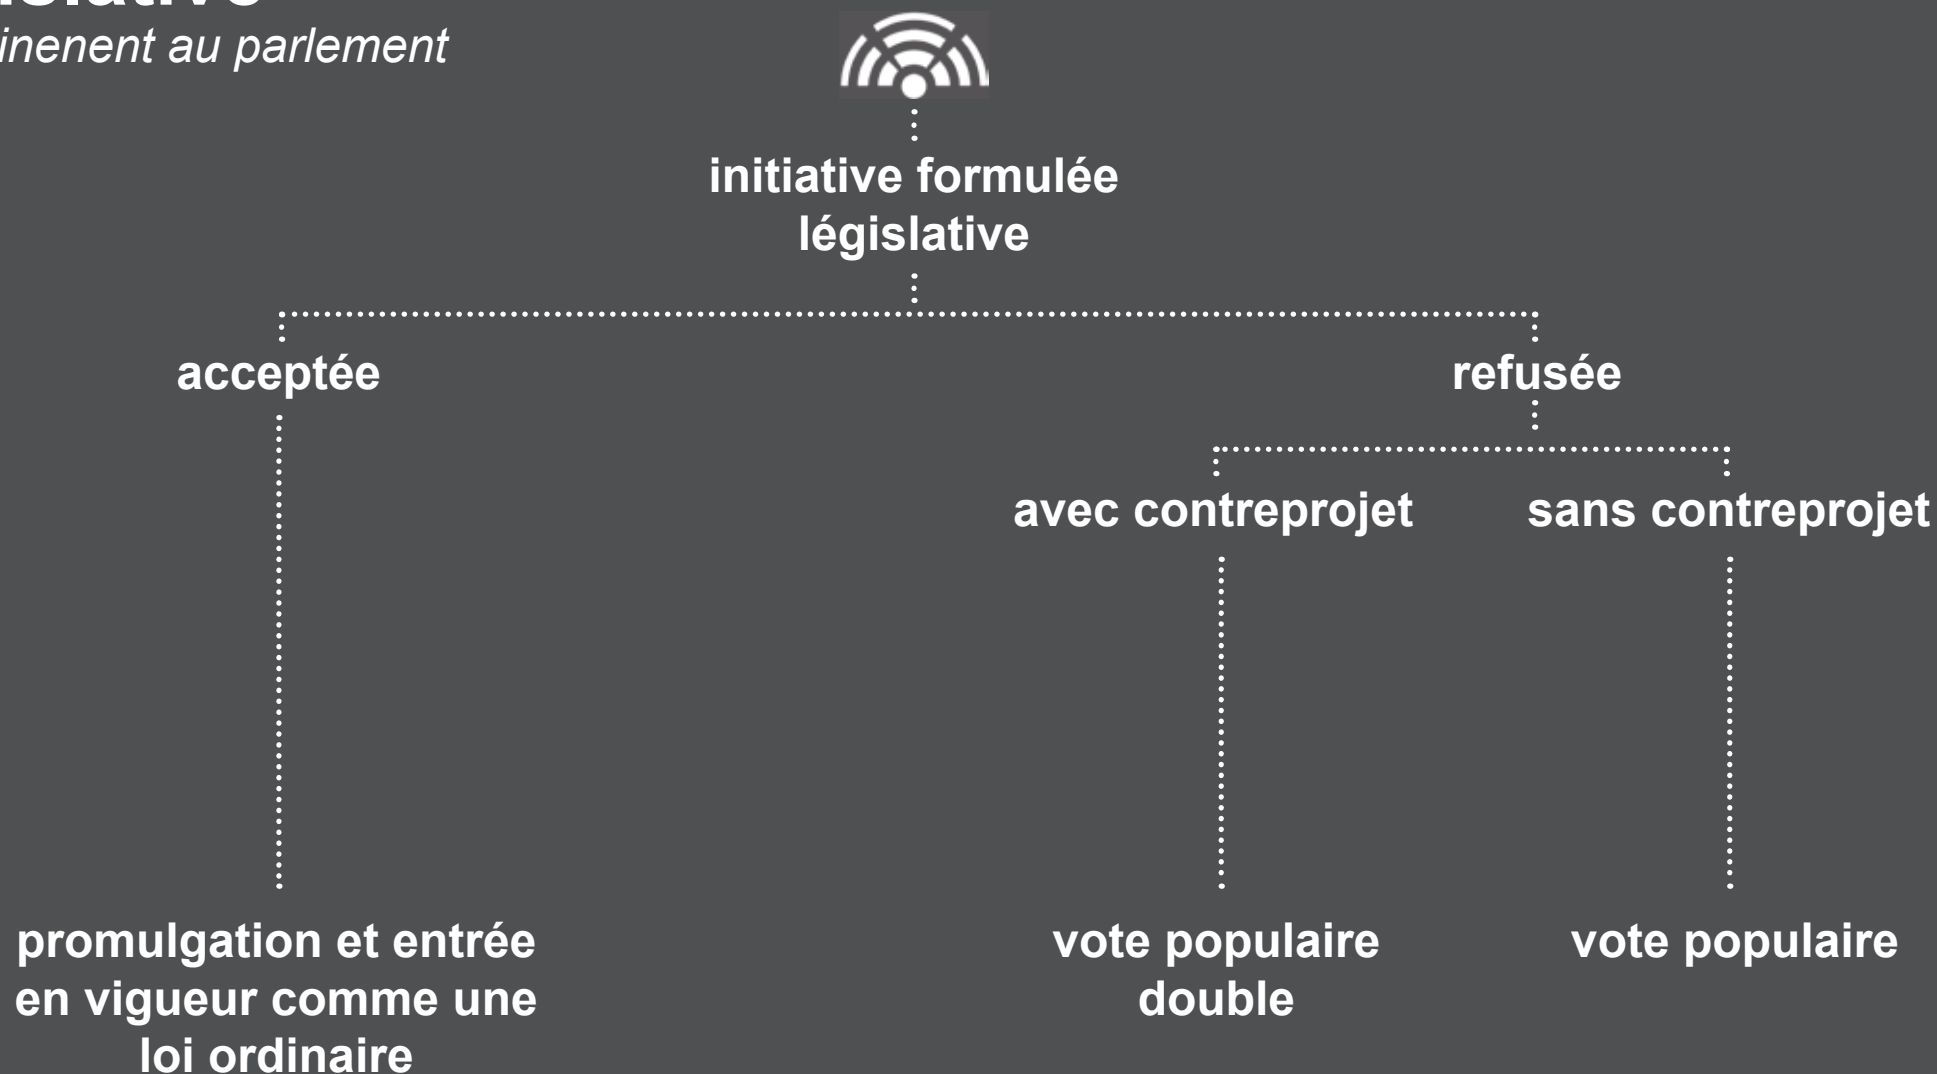 inenent au parlement
initiative formulée
législative
acceptée
refusée
avec contreprojet
sans contreprojet
promulgation et entrée
en vigueur comme une
loi ordinaire
vote populaire
double
vote populaire